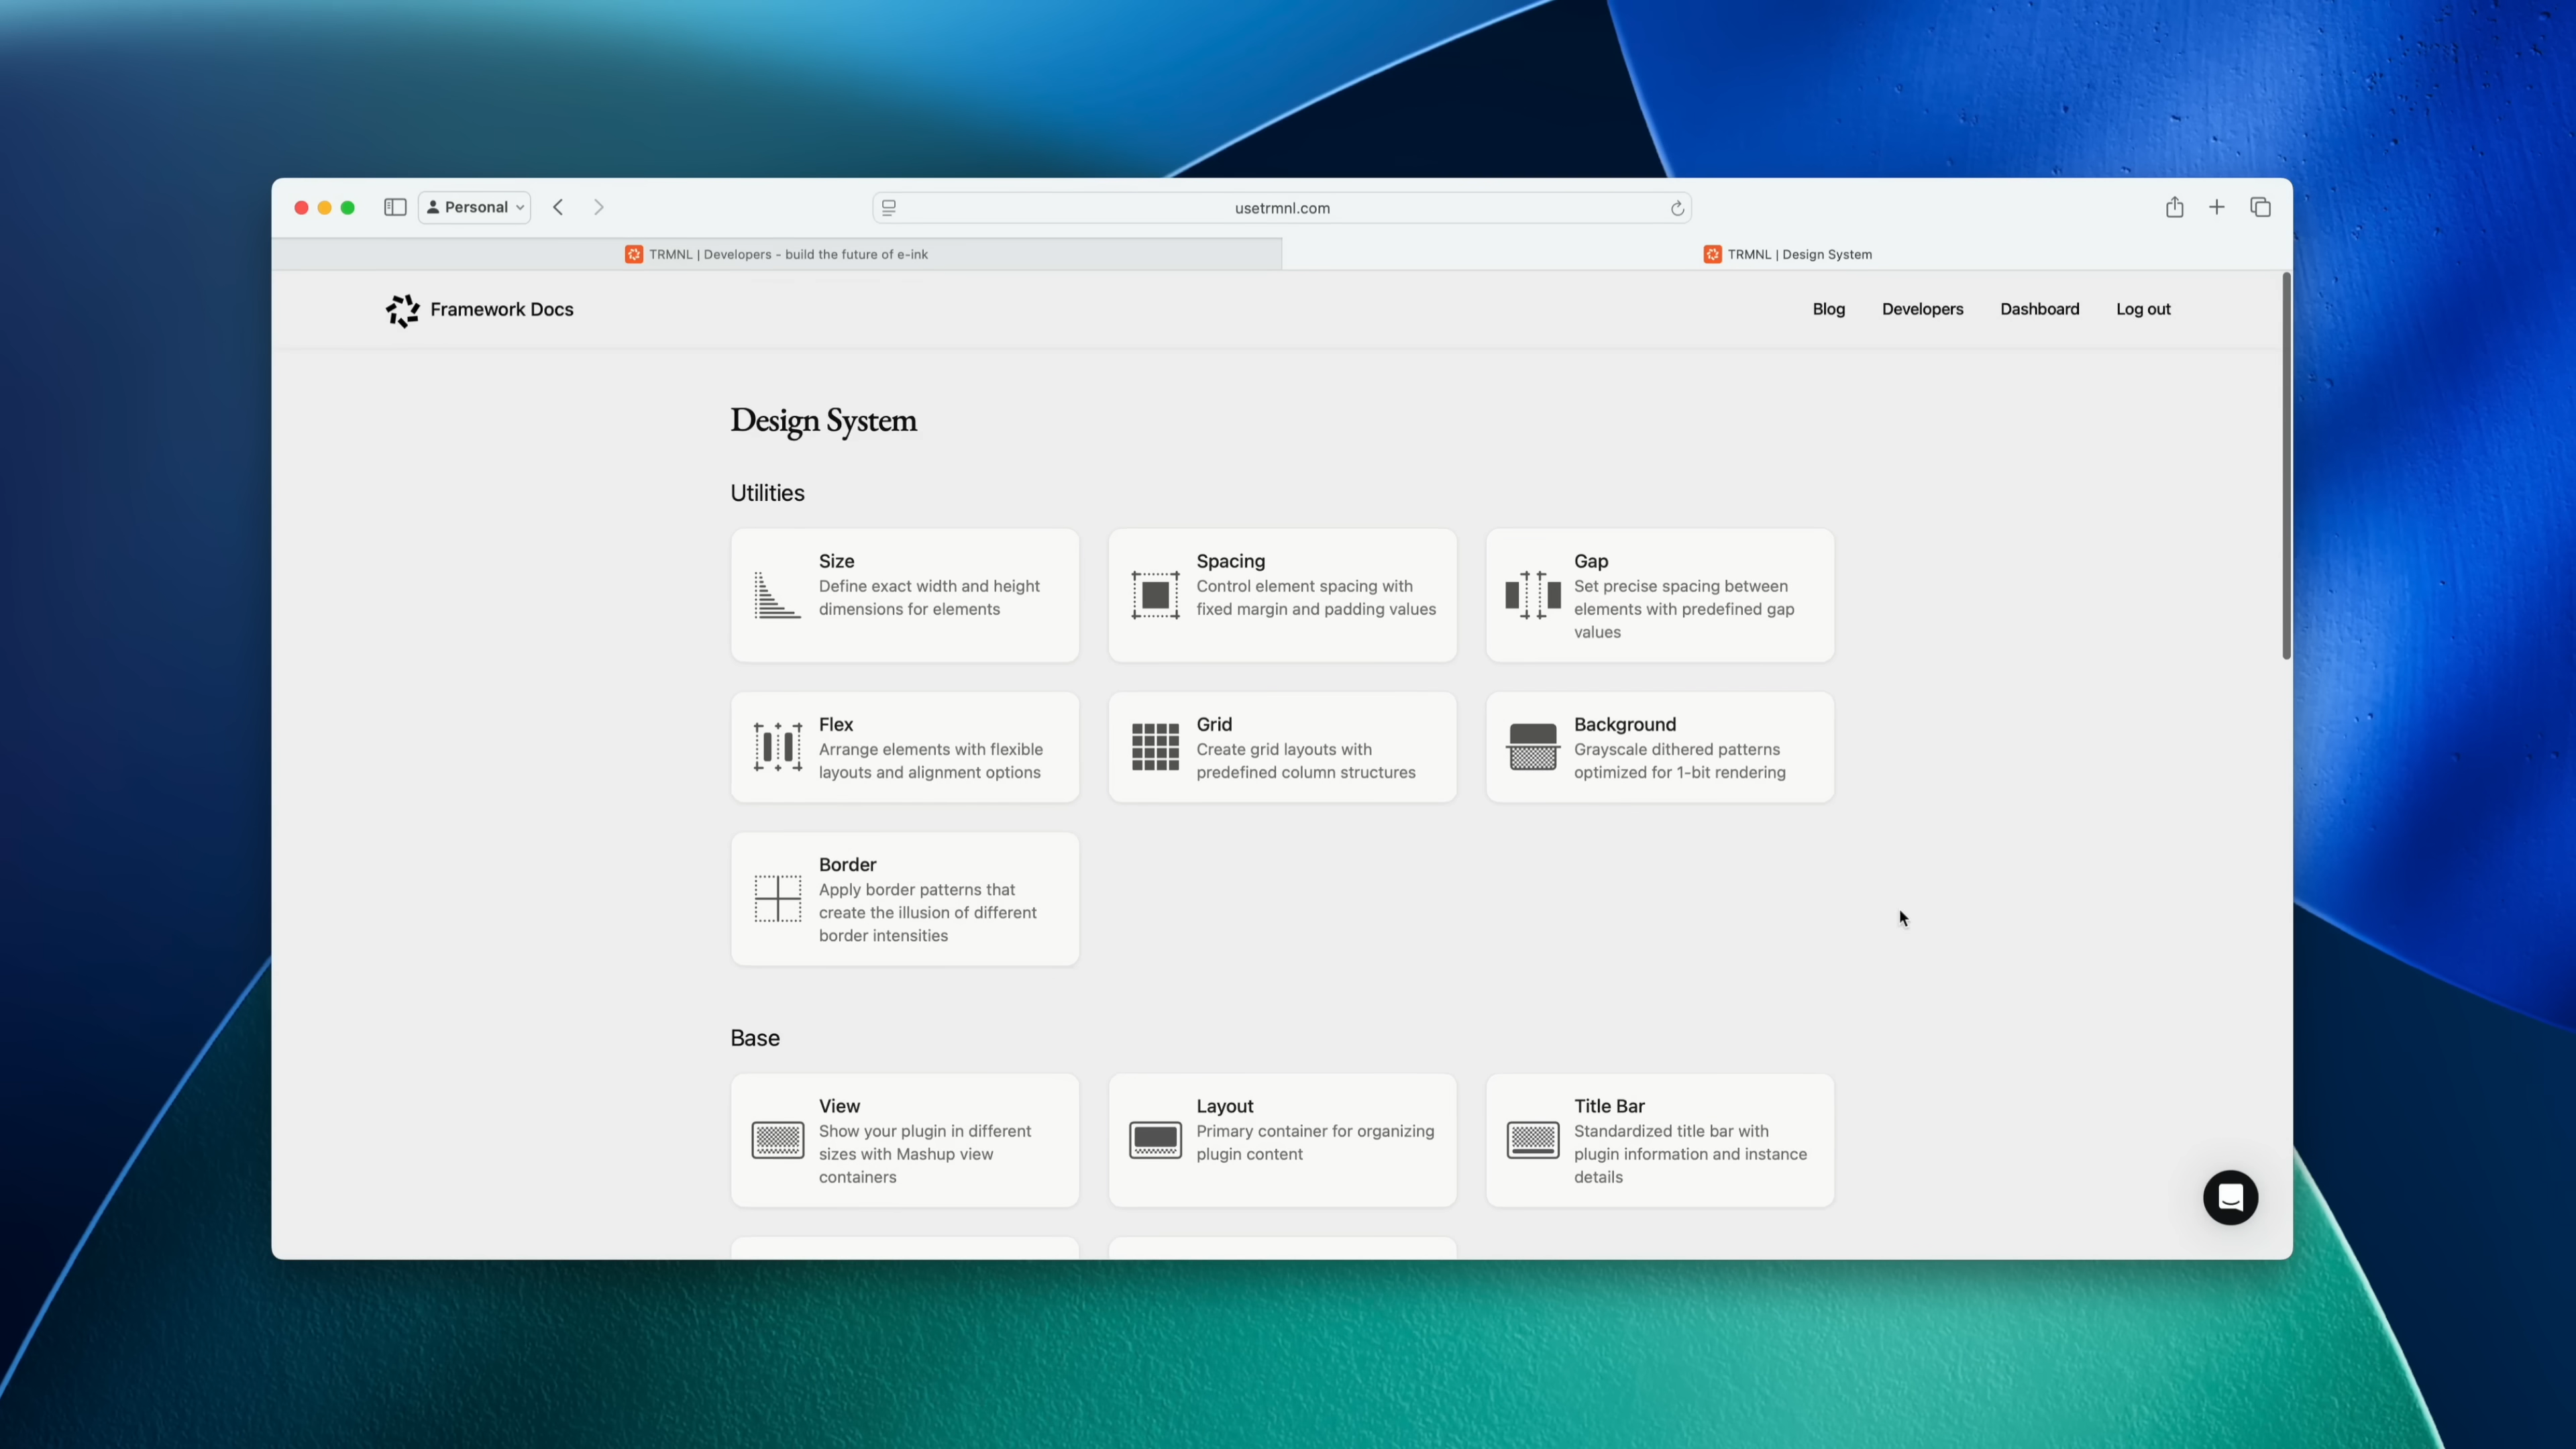 Personal
usetrmnl.com
TRMNL | Developers - build the future of e-ink
TRMNL | Design System
Framework Docs
Blog
Developers
Dashboard
Log out
Design System
Utilities
Size
Define exact width and height
dimensions for elements
Spacing
Control element spacing with
fixed margin and padding values
Gap
Set precise spacing between
elements with predefined gap
values
Flex
Arrange elements with flexible
layouts and alignment options
Grid
Create grid layouts with
predefined column structures
Background
Grayscale dithered patterns
optimized for 1-bit rendering
Border
Apply border patterns that
create the illusion of different
border intensities
Base
View
Show your plugin in different
sizes with Mashup view
containers
Layout
Primary container for organizing
plugin content
Title Bar
Standardized title bar with
plugin information and instance
details